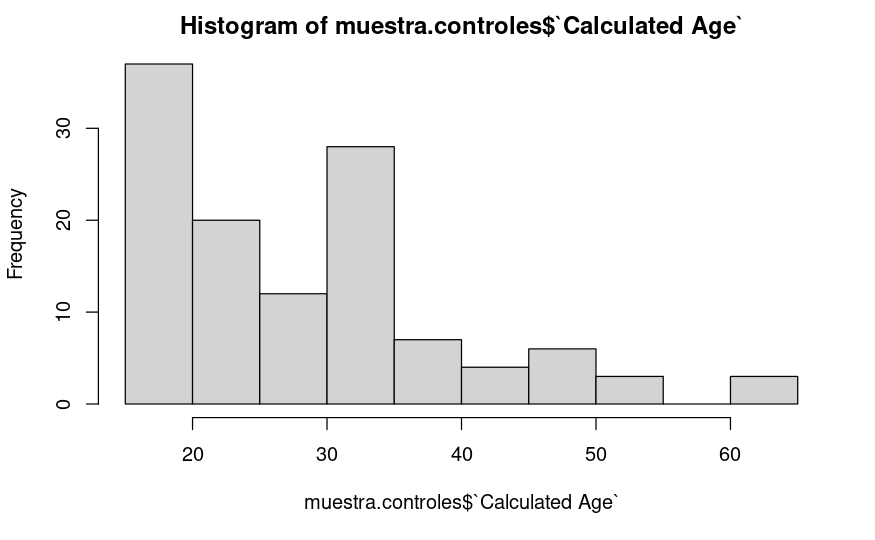 Histogram of muestra.controles$`Calculated Age`
Frequency
30
20
10
0
20 30 40 50 60
muestra.controles$`Calculated Age`